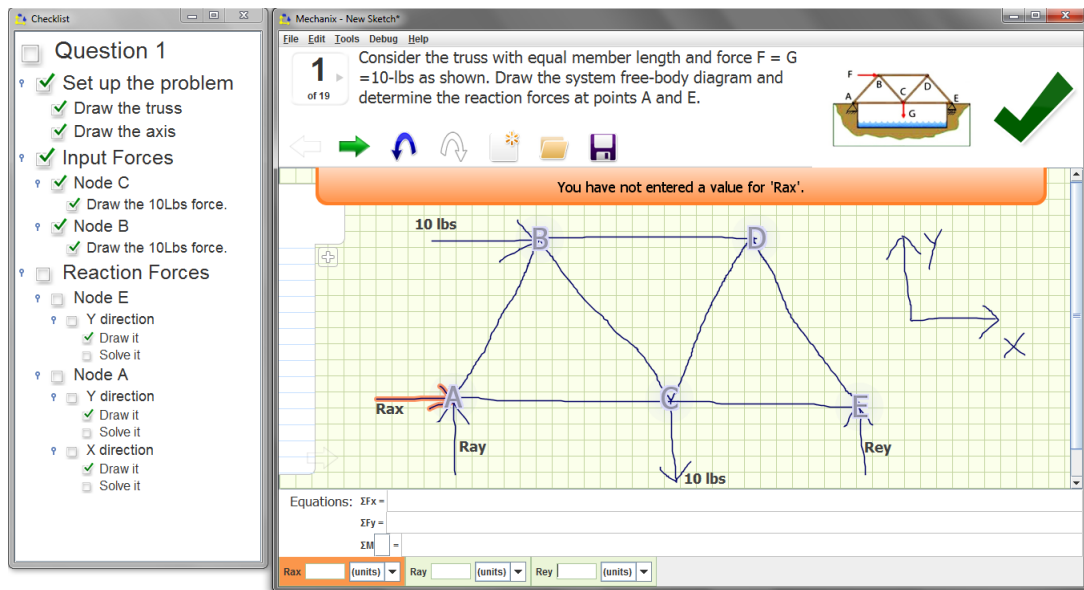 Checklist
Question 1
Set up the problem
Draw the truss
Draw the axis
Input Forces
Node C
Draw the 10Lbs force.
Node B
Draw the 10Lbs force.
Reaction Forces
Node E
Y direction
Draw it
Solve it
Node A
Y direction
Draw it
Solve it
X direction
Draw it
Solve it
Mechanix - New Sketch*
File Edit Tools Debug Help
1
of 19
Consider the truss with equal member length and force F = G
=10-lbs as shown. Draw the system free-body diagram and
determine the reaction forces at points A and E.
F
B
D
A
C
E
G
You have not entered a value for 'Rax'.
10 lbs
B
D
Y
X
A
C
E
Rax
Ray
Rey
10 lbs
Equations: ΣFx =
ΣFy =
ΣM =
Rax (units) Ray (units) Rey (units)